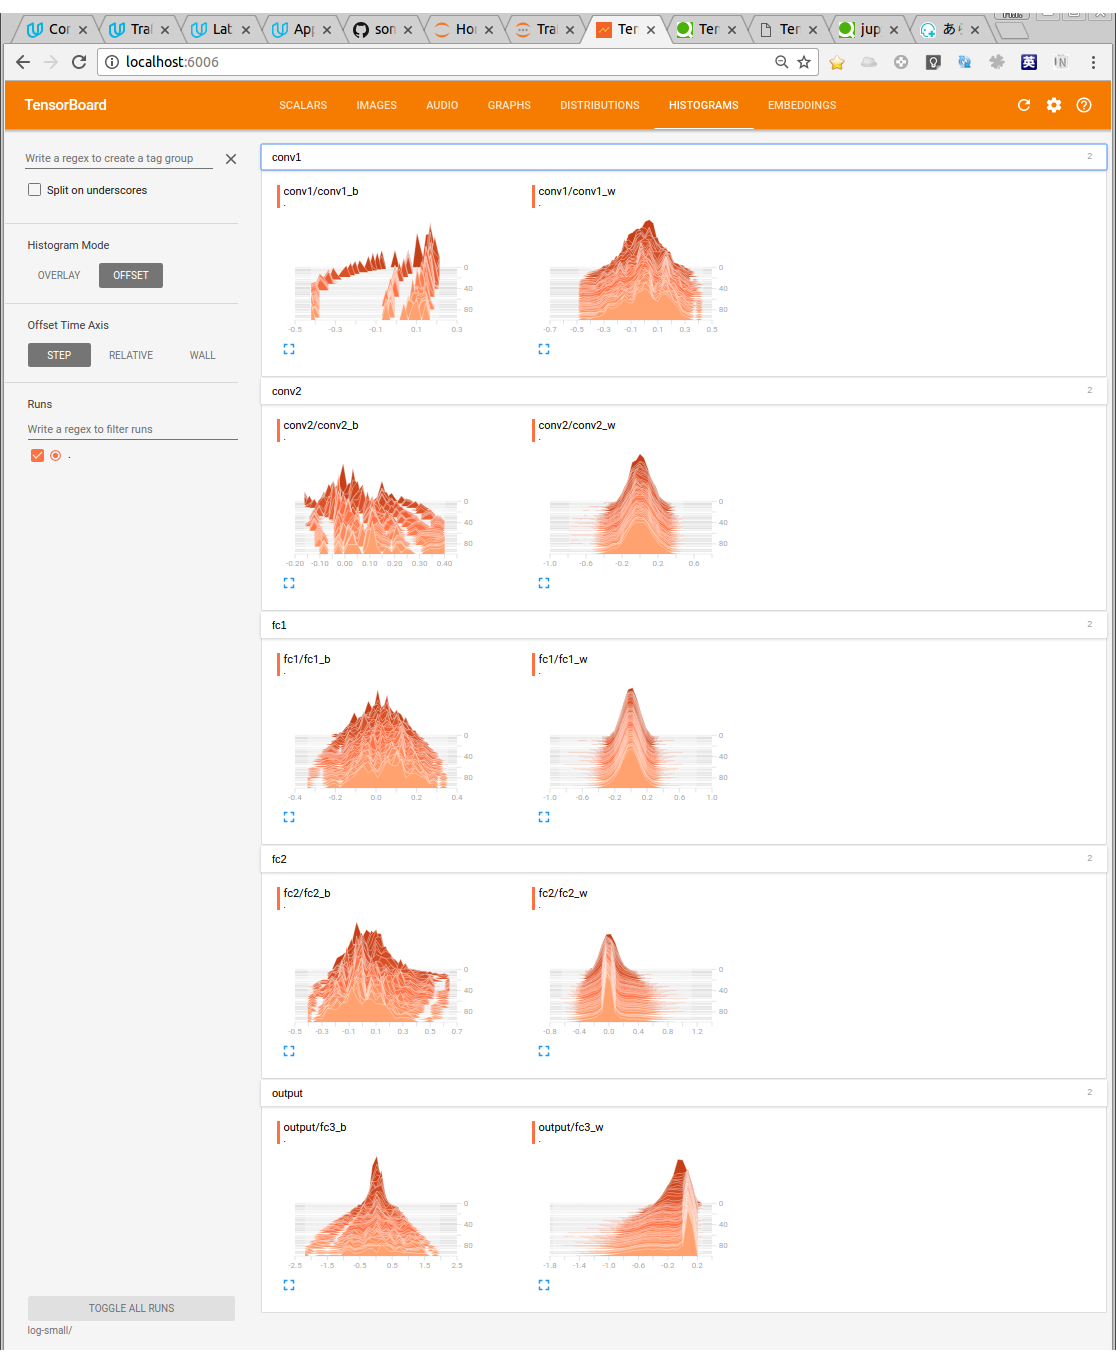 Cor
Trai
Lat
Ap
son
Ho
Trai
Ter
Ter
Ter
jup
あ
localhost:6006
英
TensorBoard
SCALARS IMAGES AUDIO GRAPHS DISTRIBUTIONS HISTOGRAMS EMBEDDINGS
Write a regex to create a tag group
Split on underscores
Histogram Mode
OVERLAY OFFSET
Offset Time Axis
STEP RELATIVE WALL
Runs
Write a regex to filter runs
.
TOGGLE ALL RUNS
log-small/
conv1 2
conv1/conv1_b
.
0
40
80
-0.5 -0.3 -0.1 0.1 0.3
conv1/conv1_w
.
0
40
80
-0.7 -0.5 -0.3 -0.1 0.1 0.3 0.5
conv2 2
conv2/conv2_b
.
0
40
80
-0.20 -0.10 0.00 0.10 0.20 0.30 0.40
conv2/conv2_w
.
0
40
80
-1.0 -0.6 -0.2 0.2 0.6
fc1 2
fc1/fc1_b
.
0
40
80
-0.4 -0.2 0.0 0.2 0.4
fc1/fc1_w
.
0
40
80
-1.0 -0.6 -0.2 0.2 0.6 1.0
fc2 2
fc2/fc2_b
.
0
40
80
-0.5 -0.3 -0.1 0.1 0.3 0.5 0.7
fc2/fc2_w
.
0
40
80
-0.8 -0.4 0.0 0.4 0.8 1.2
output 2
output/fc3_b
.
0
40
80
-2.5 -1.5 -0.5 0.5 1.5 2.5
output/fc3_w
.
0
40
80
-1.8 -1.4 -1.0 -0.6 -0.2 0.2